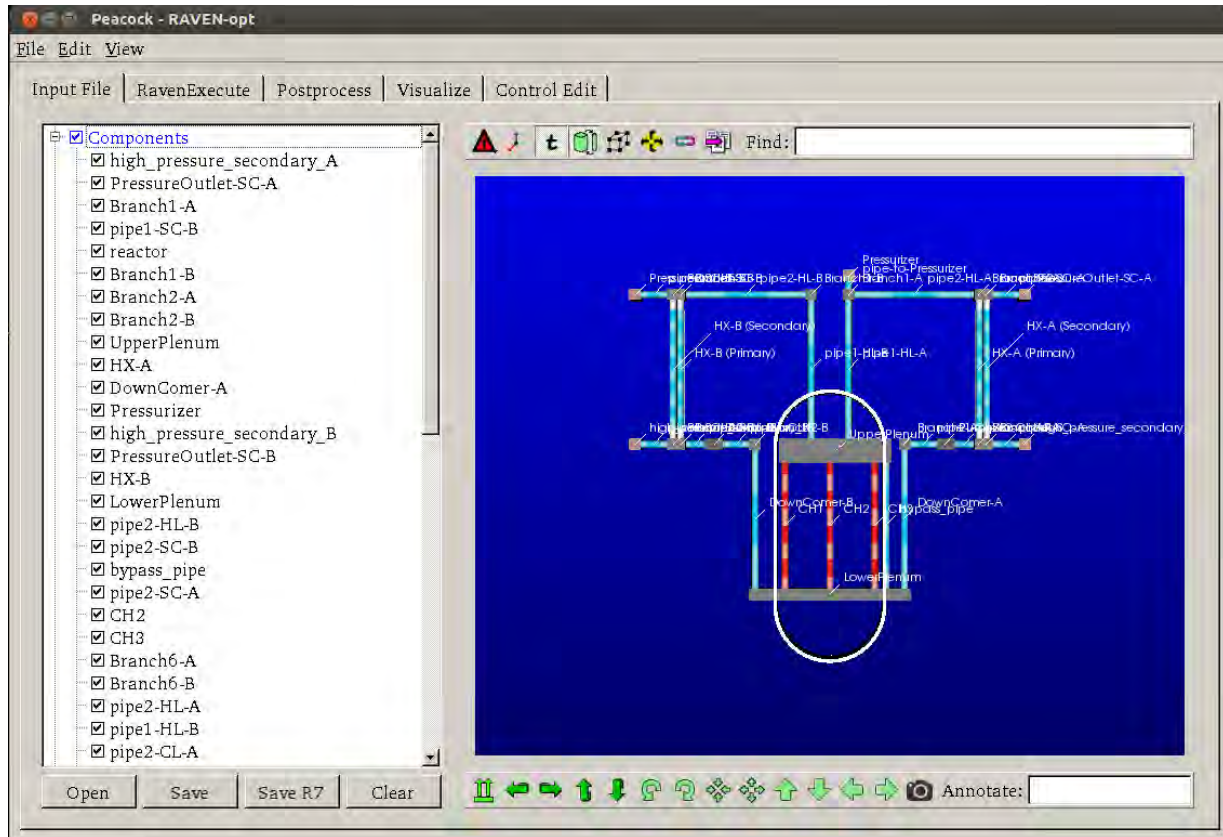 Peacock - RAVEN-opt
File Edit View
Input File RavenExecute Postprocess Visualize Control Edit
Components
high_pressure_secondary_A
PressureOutlet-SC-A
Branch1-A
pipe1-SC-B
reactor
Branch1-B
Branch2-A
Branch2-B
UpperPlenum
HX-A
DownComer-A
Pressurizer
high_pressure_secondary_B
PressureOutlet-SC-B
HX-B
LowerPlenum
pipe2-HL-B
pipe2-SC-B
bypass_pipe
pipe2-SC-A
CH2
CH3
Branch6-A
Branch6-B
pipe2-HL-A
pipe1-HL-B
pipe2-CL-A
Open Save Save R7 Clear
t Find:
Pressurizer
pipe-to-Pressurizer
pipe2-HL-B pipe2-HL-A
HX-B (Secondary) HX-A (Secondary)
HX-B (Primary) pipe1-HL-A HX-A (Primary)
UpperPlenum
DownComer-B DownComer-A
CH1 CH2 bypass_pipe
LowerPlenum
Annotate: